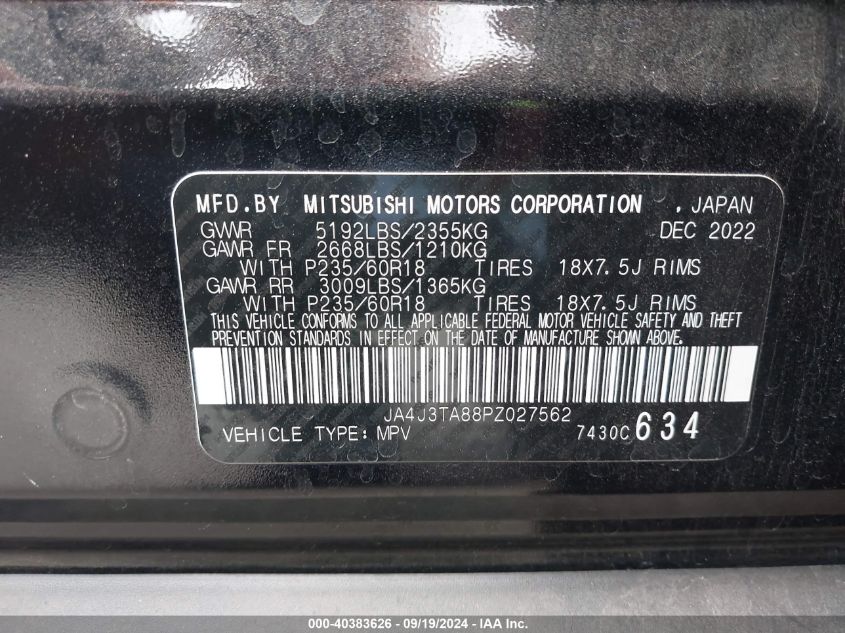 MFD.BY MITSUBISHI MOTORS CORPORATION . JAPAN
GWR 5192LBS/2355KG DEC 2022
GAWR FR 2668LBS/1210KG
WITH P235/60R18 TIRES 18X7.5J RIMS
GAWR RR 3009LBS/1365KG
WITH P235/60R18 TIRES 18X7.5J RIMS
THIS VEHICLE CONFORMS TO ALL APPLICABLE FEDERAL MOTOR VEHICLE SAFETY AND THEFT
PREVENTION STANDARDS IN EFFECT ON THE DATE OF MANUFACTURE SHOWN ABOVE.
JA4J3TA88PZ027562
VEHICLE TYPE: MPV 7430C 634
000-40383626 - 09/19/2024 - IAA Inc.